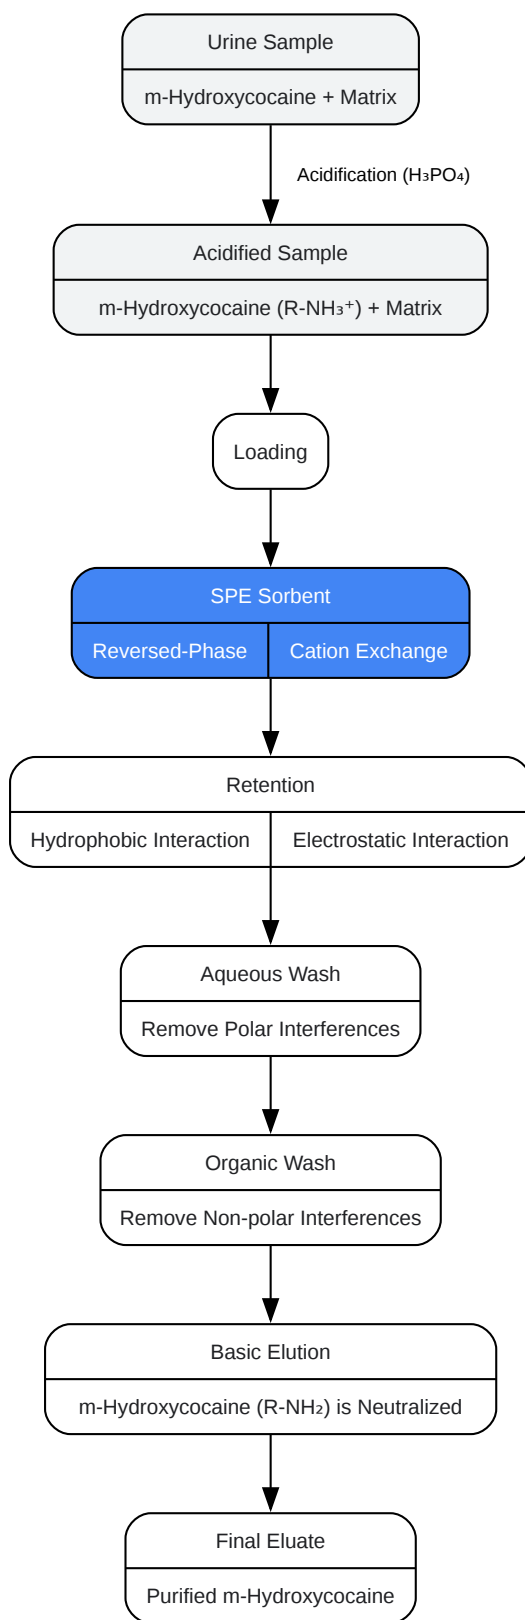 Urine Sample
m-Hydroxycocaine + Matrix
Acidification (H₃PO₄)
Acidified Sample
m-Hydroxycocaine (R-NH₃⁺) + Matrix
Loading
SPE Sorbent
Reversed-Phase
Cation Exchange
Retention
Hydrophobic Interaction
Electrostatic Interaction
Aqueous Wash
Remove Polar Interferences
Organic Wash
Remove Non-polar Interferences
Basic Elution
m-Hydroxycocaine (R-NH₂) is Neutralized
Final Eluate
Purified m-Hydroxycocaine